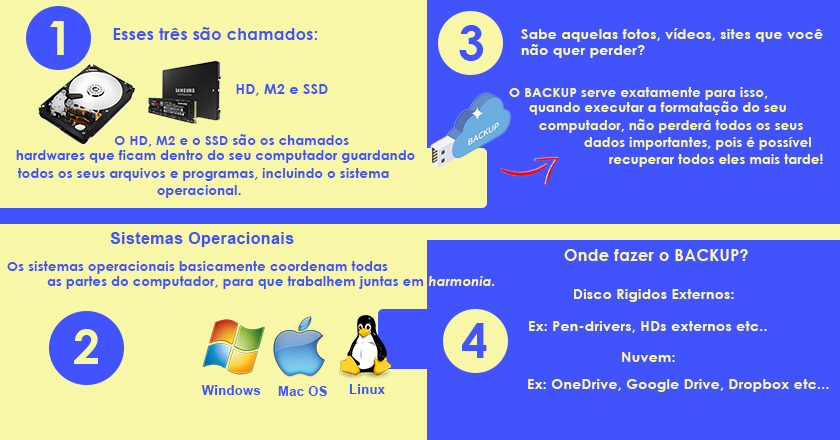 1
Esses três são chamados:
HD, M2 e SSD
SAMSUNG
O HD, M2 e o SSD são os chamados
hardwares que ficam dentro do seu computador guardando
todos os seus arquivos e programas, incluindo o sistema
operacional.
Sistemas Operacionais
Os sistemas operacionais basicamente coordenam todas
as partes do computador, para que trabalhem juntas em harmonia.
2
Windows
Mac OS
Linux
3
Sabe aquelas fotos, vídeos, sites que você
não quer perder?
O BACKUP serve exatamente para isso,
quando executar a formatação do seu
computador, não perderá todos os seus
dados importantes, pois é possível
recuperar todos eles mais tarde!
BACKUP
4
Onde fazer o BACKUP?
Disco Rigidos Externos:
Ex: Pen-drivers, HDs externos etc..
Nuvem:
Ex: OneDrive, Google Drive, Dropbox etc...